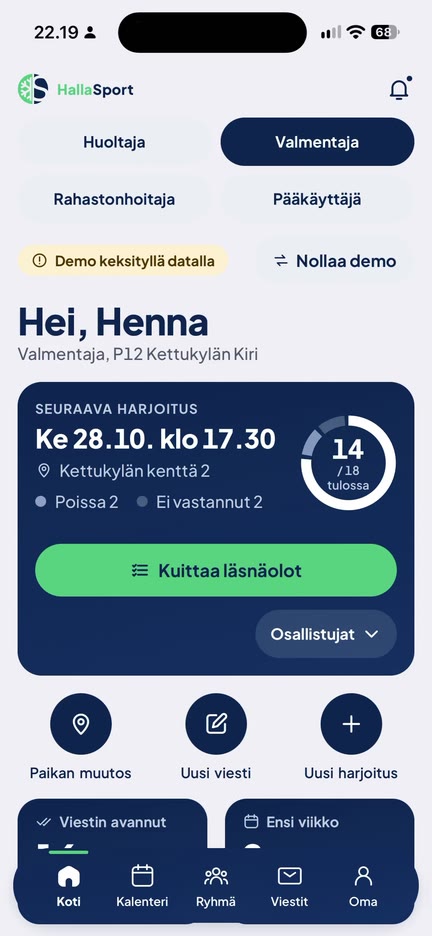 22.19
68
HallaSport
Huoltaja
Valmentaja
Rahastonhoitaja
Pääkäyttäjä
Demo keksityllä datalla
Nollaa demo
Hei, Henna
Valmentaja, P12 Kettukylän Kiri
SEURAAVA HARJOITUS
Ke 28.10. klo 17.30
Kettukylän kenttä 2
Poissa 2
Ei vastannut 2
14
/ 18
tulossa
Kuittaa läsnäolot
Osallistujat
Paikan muutos
Uusi viesti
Uusi harjoitus
Viestin avannut
Ensi viikko
Koti
Kalenteri
Ryhmä
Viestit
Oma